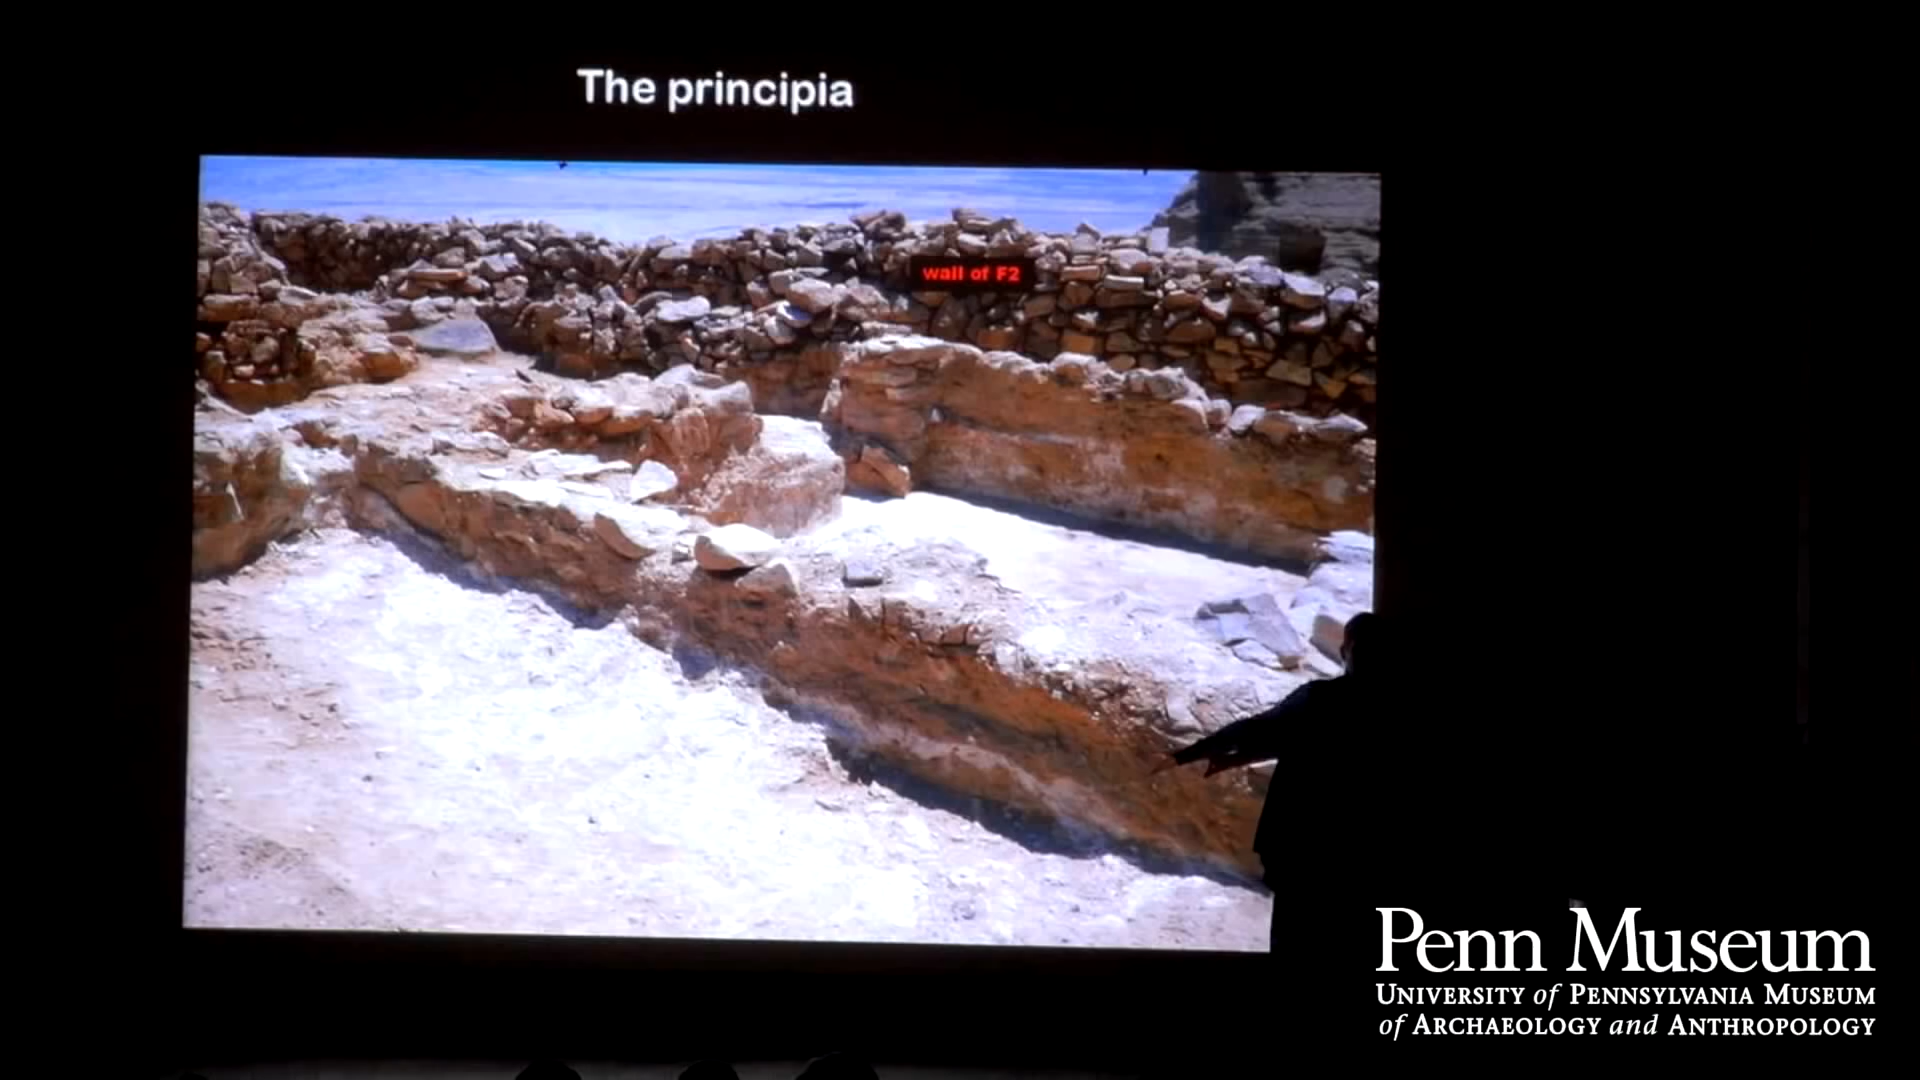 The principia
wall of F2
Penn Museum
University of Pennsylvania Museum
of Archaeology and Anthropology